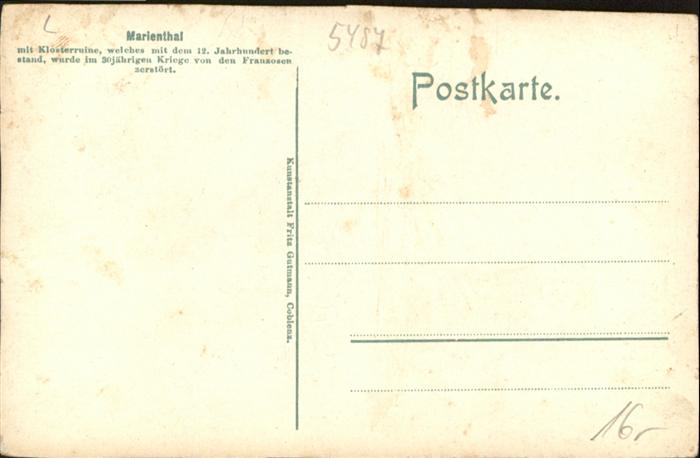 L
Marienthal
mit Klosterruine, welches mit dem 12. Jahrhundert be-
stand, wurde im 30jährigen Kriege von den Franzosen
zerstört.
5487
Postkarte.
Kunstanstalt Fritz Gutmann, Coblenz.
16,-